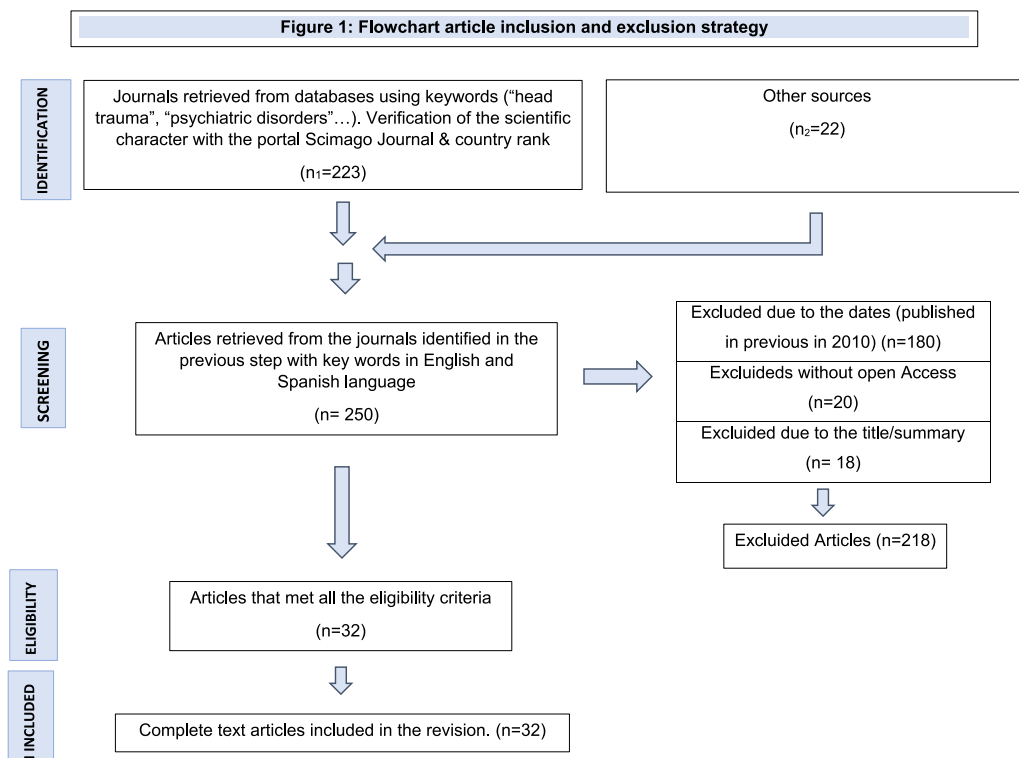 Figure 1: Flowchart article inclusion and exclusion strategy
IDENTIFICATION
Journals retrieved from databases using keywords (“head
trauma”, “psychiatric disorders”…). Verification of the scientific
character with the portal Scimago Journal & country rank
(n₁=223)
Other sources
(n₂=22)
SCREENING
Articles retrieved from the journals identified in the
previous step with key words in English and
Spanish language
(n= 250)
Excluded due to the dates (published
in previous in 2010) (n=180)
Excluideds without open Access
(n=20)
Excluided due to the title/summary
(n= 18)
Excluided Articles (n=218)
ELIGIBILITY
Articles that met all the eligibility criteria
(n=32)
INCLUDED
Complete text articles included in the revision. (n=32)